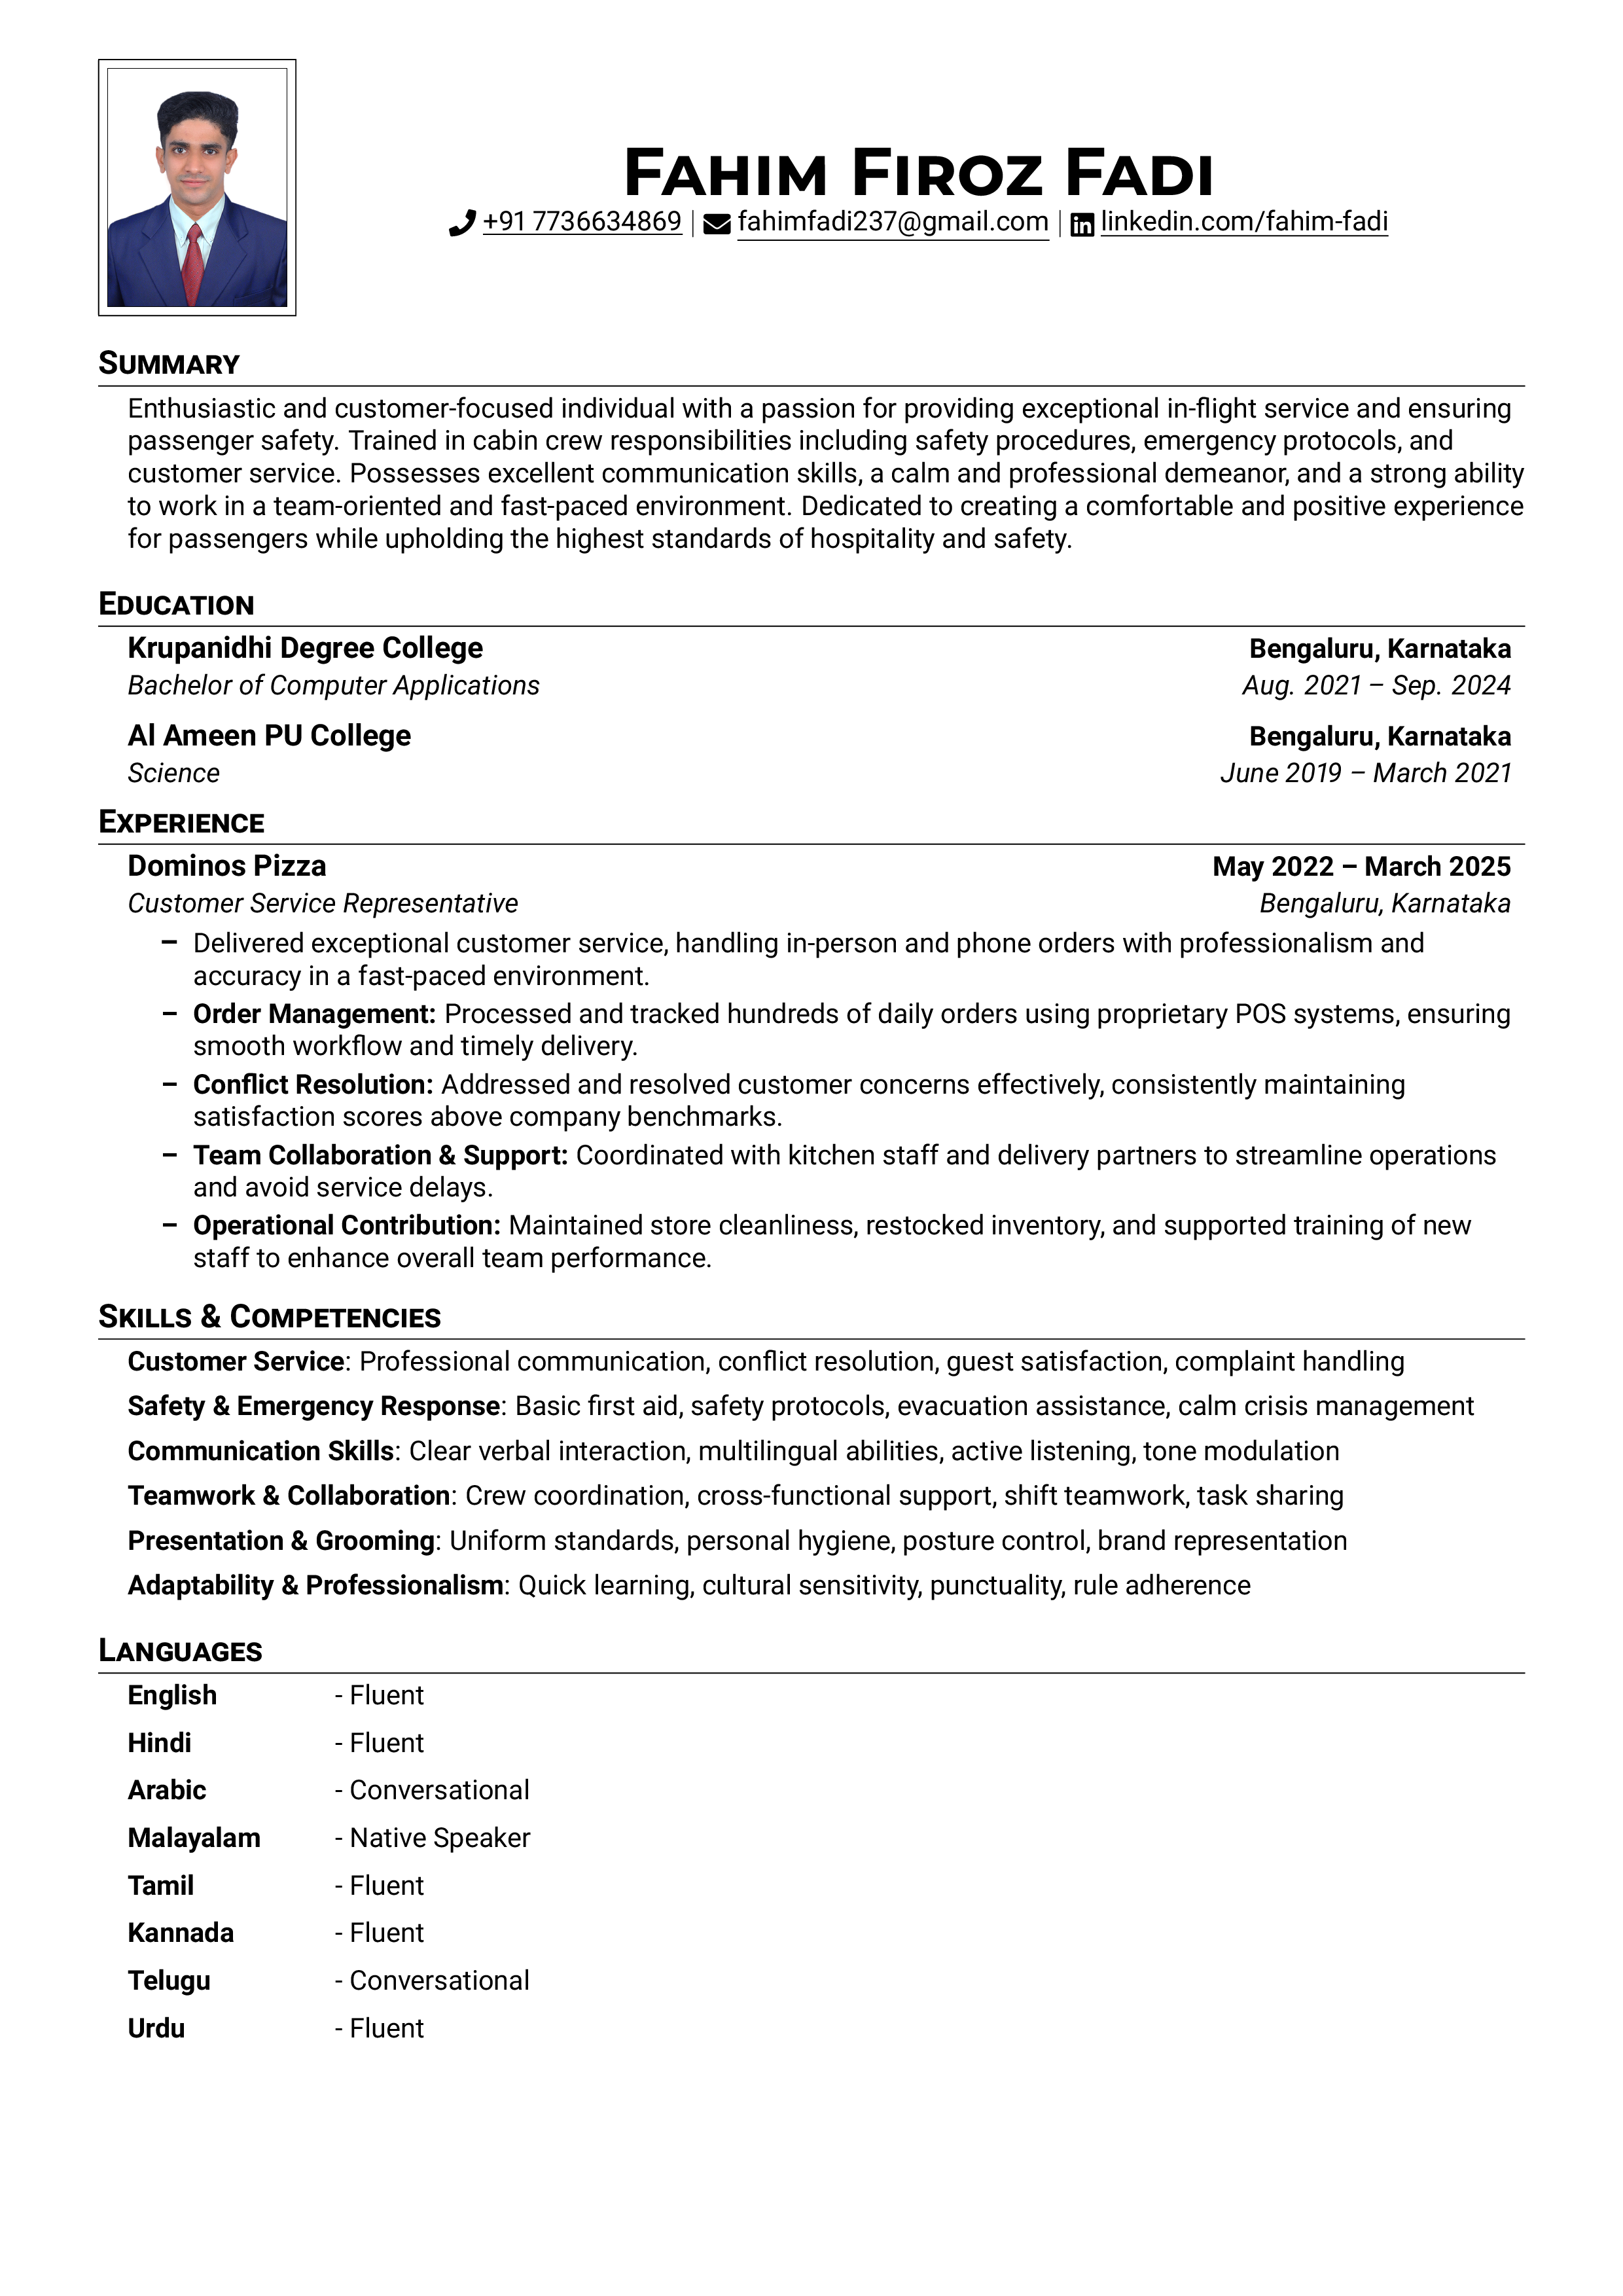 Fahim Firoz Fadi
+91 7736634869 | fahimfadi237@gmail.com | linkedin.com/fahim-fadi
Summary
Enthusiastic and customer-focused individual with a passion for providing exceptional in-flight service and ensuring
passenger safety. Trained in cabin crew responsibilities including safety procedures, emergency protocols, and
customer service. Possesses excellent communication skills, a calm and professional demeanor, and a strong ability
to work in a team-oriented and fast-paced environment. Dedicated to creating a comfortable and positive experience
for passengers while upholding the highest standards of hospitality and safety.
Education
Krupanidhi Degree College Bengaluru, Karnataka
Bachelor of Computer Applications Aug. 2021 – Sep. 2024
Al Ameen PU College Bengaluru, Karnataka
Science June 2019 – March 2021
Experience
Dominos Pizza May 2022 – March 2025
Customer Service Representative Bengaluru, Karnataka
– Delivered exceptional customer service, handling in-person and phone orders with professionalism and
accuracy in a fast-paced environment.
– Order Management: Processed and tracked hundreds of daily orders using proprietary POS systems, ensuring
smooth workflow and timely delivery.
– Conflict Resolution: Addressed and resolved customer concerns effectively, consistently maintaining
satisfaction scores above company benchmarks.
– Team Collaboration & Support: Coordinated with kitchen staff and delivery partners to streamline operations
and avoid service delays.
– Operational Contribution: Maintained store cleanliness, restocked inventory, and supported training of new
staff to enhance overall team performance.
Skills & Competencies
Customer Service: Professional communication, conflict resolution, guest satisfaction, complaint handling
Safety & Emergency Response: Basic first aid, safety protocols, evacuation assistance, calm crisis management
Communication Skills: Clear verbal interaction, multilingual abilities, active listening, tone modulation
Teamwork & Collaboration: Crew coordination, cross-functional support, shift teamwork, task sharing
Presentation & Grooming: Uniform standards, personal hygiene, posture control, brand representation
Adaptability & Professionalism: Quick learning, cultural sensitivity, punctuality, rule adherence
Languages
English - Fluent
Hindi - Fluent
Arabic - Conversational
Malayalam - Native Speaker
Tamil - Fluent
Kannada - Fluent
Telugu - Conversational
Urdu - Fluent